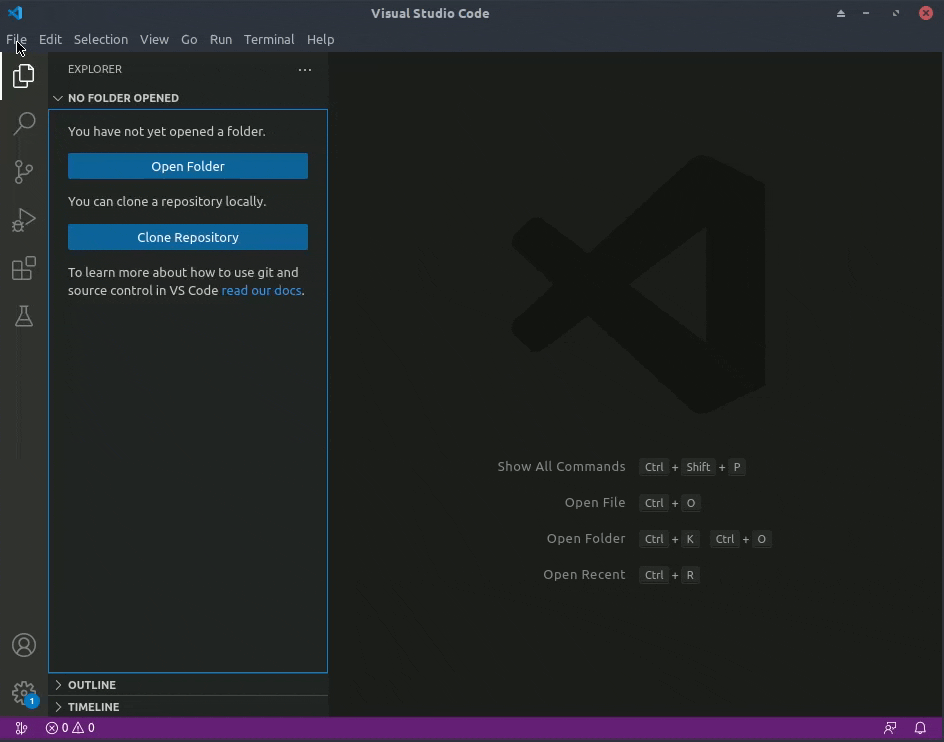 Visual Studio Code
File Edit Selection View Go Run Terminal Help
EXPLORER
NO FOLDER OPENED
You have not yet opened a folder.
Open Folder
You can clone a repository locally.
Clone Repository
To learn more about how to use git and
source control in VS Code read our docs.
Show All Commands Ctrl + Shift + P
Open File Ctrl + O
Open Folder Ctrl + K Ctrl + O
Open Recent Ctrl + R
1
OUTLINE
TIMELINE
0 0